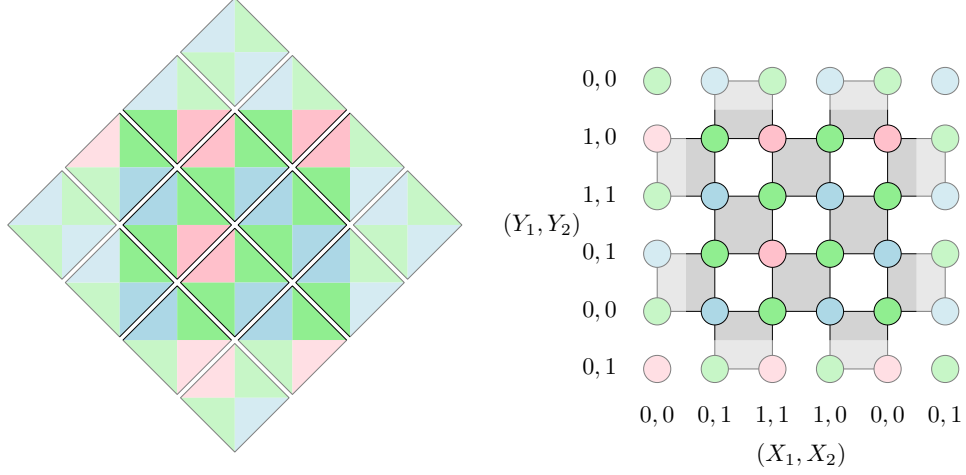 0, 0
1, 0
1, 1
(Y₁, Y₂)
0, 1
0, 0
0, 1
0, 0 0, 1 1, 1 1, 0 0, 0 0, 1
(X₁, X₂)